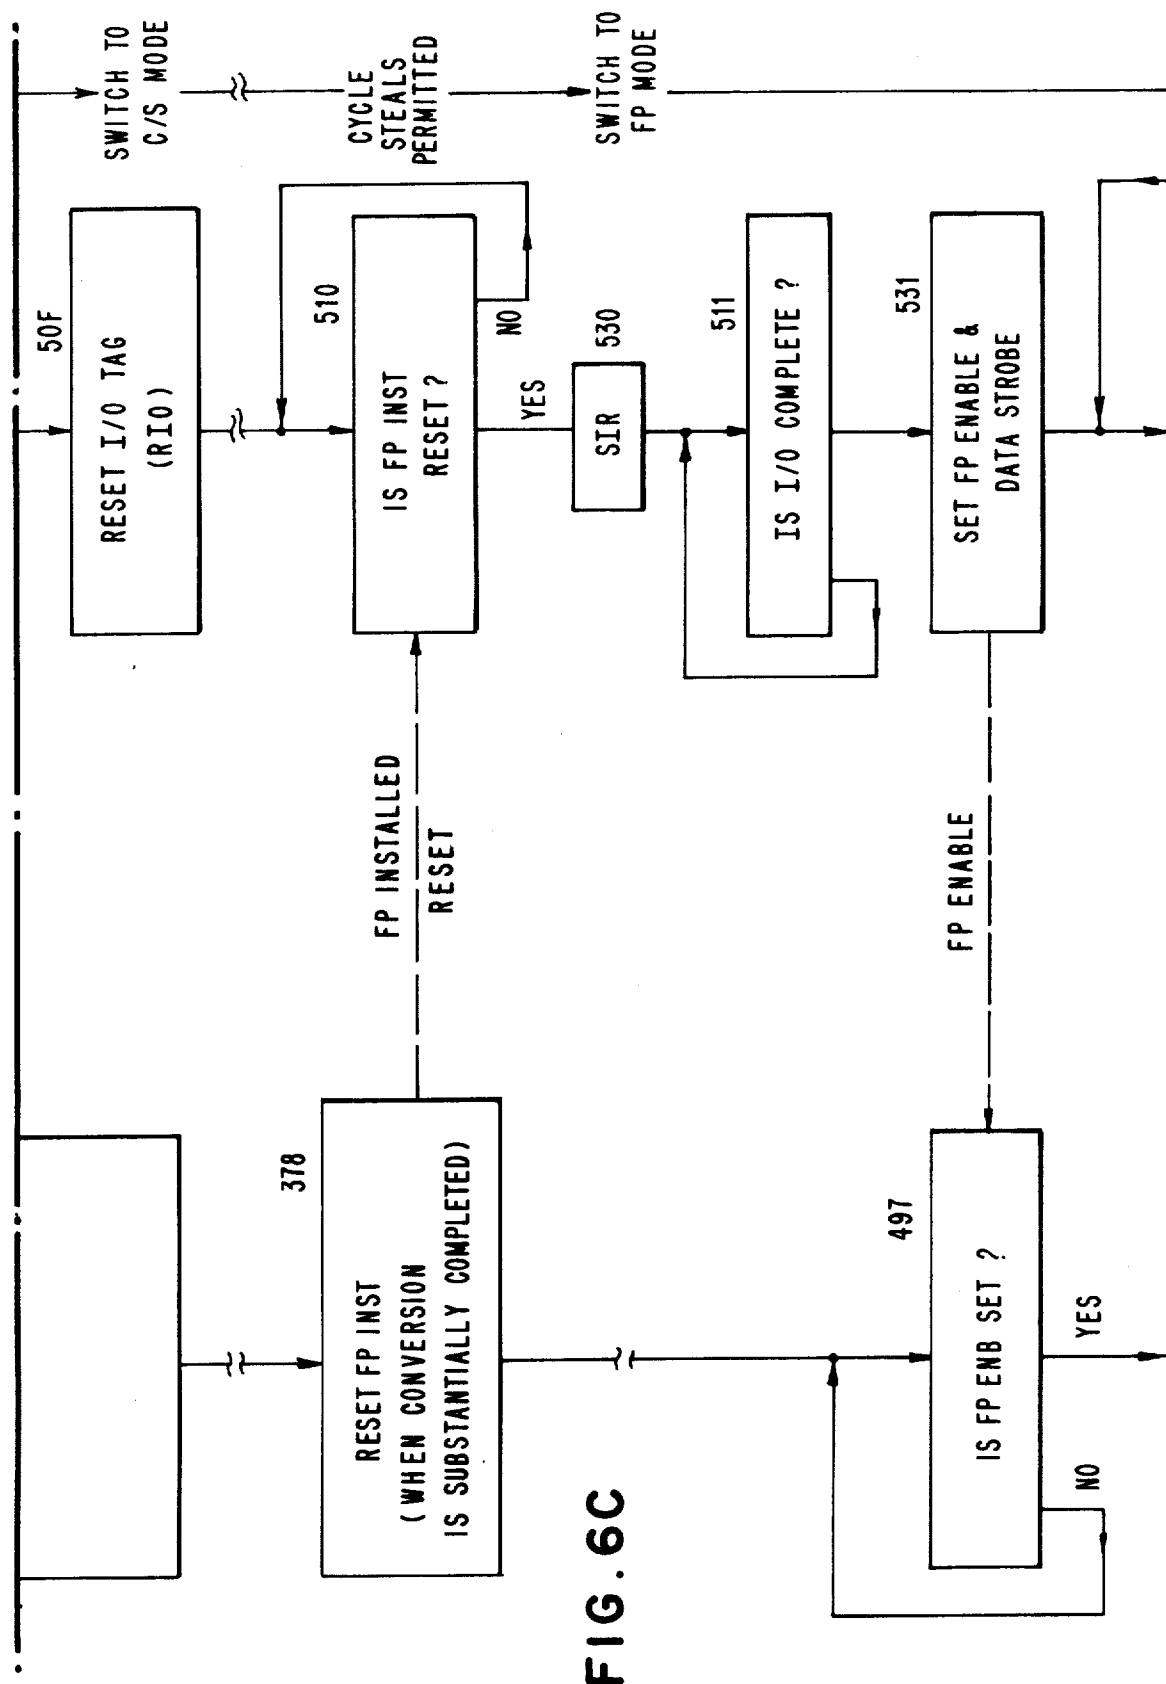 SWITCH TO
C/S MODE
CYCLE
STEALS
PERMITTED
SWITCH TO
FP MODE
50F
RESET I/O TAG
(RIO)
510
IS FP INST
RESET ?
NO
YES
530
SIR
511
IS I/O COMPLETE ?
531
SET FP ENABLE &
DATA STROBE
FP INSTALLED
RESET
FP ENABLE
378
RESET FP INST
(WHEN CONVERSION
IS SUBSTANTIALLY COMPLETED)
497
IS FP ENB SET ?
YES
NO
FIG. 6C